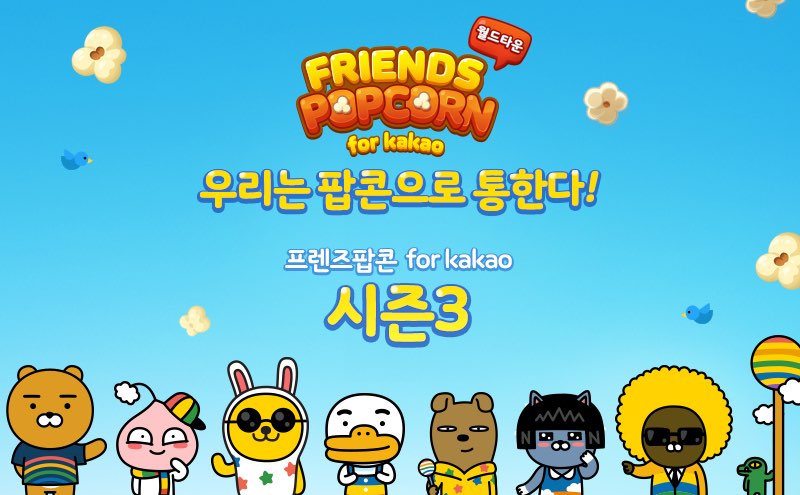 월드타운
FRIENDS
POPCORN
for kakao
우리는 팝콘으로 통한다!
프렌즈팝콘 for kakao
시즌3